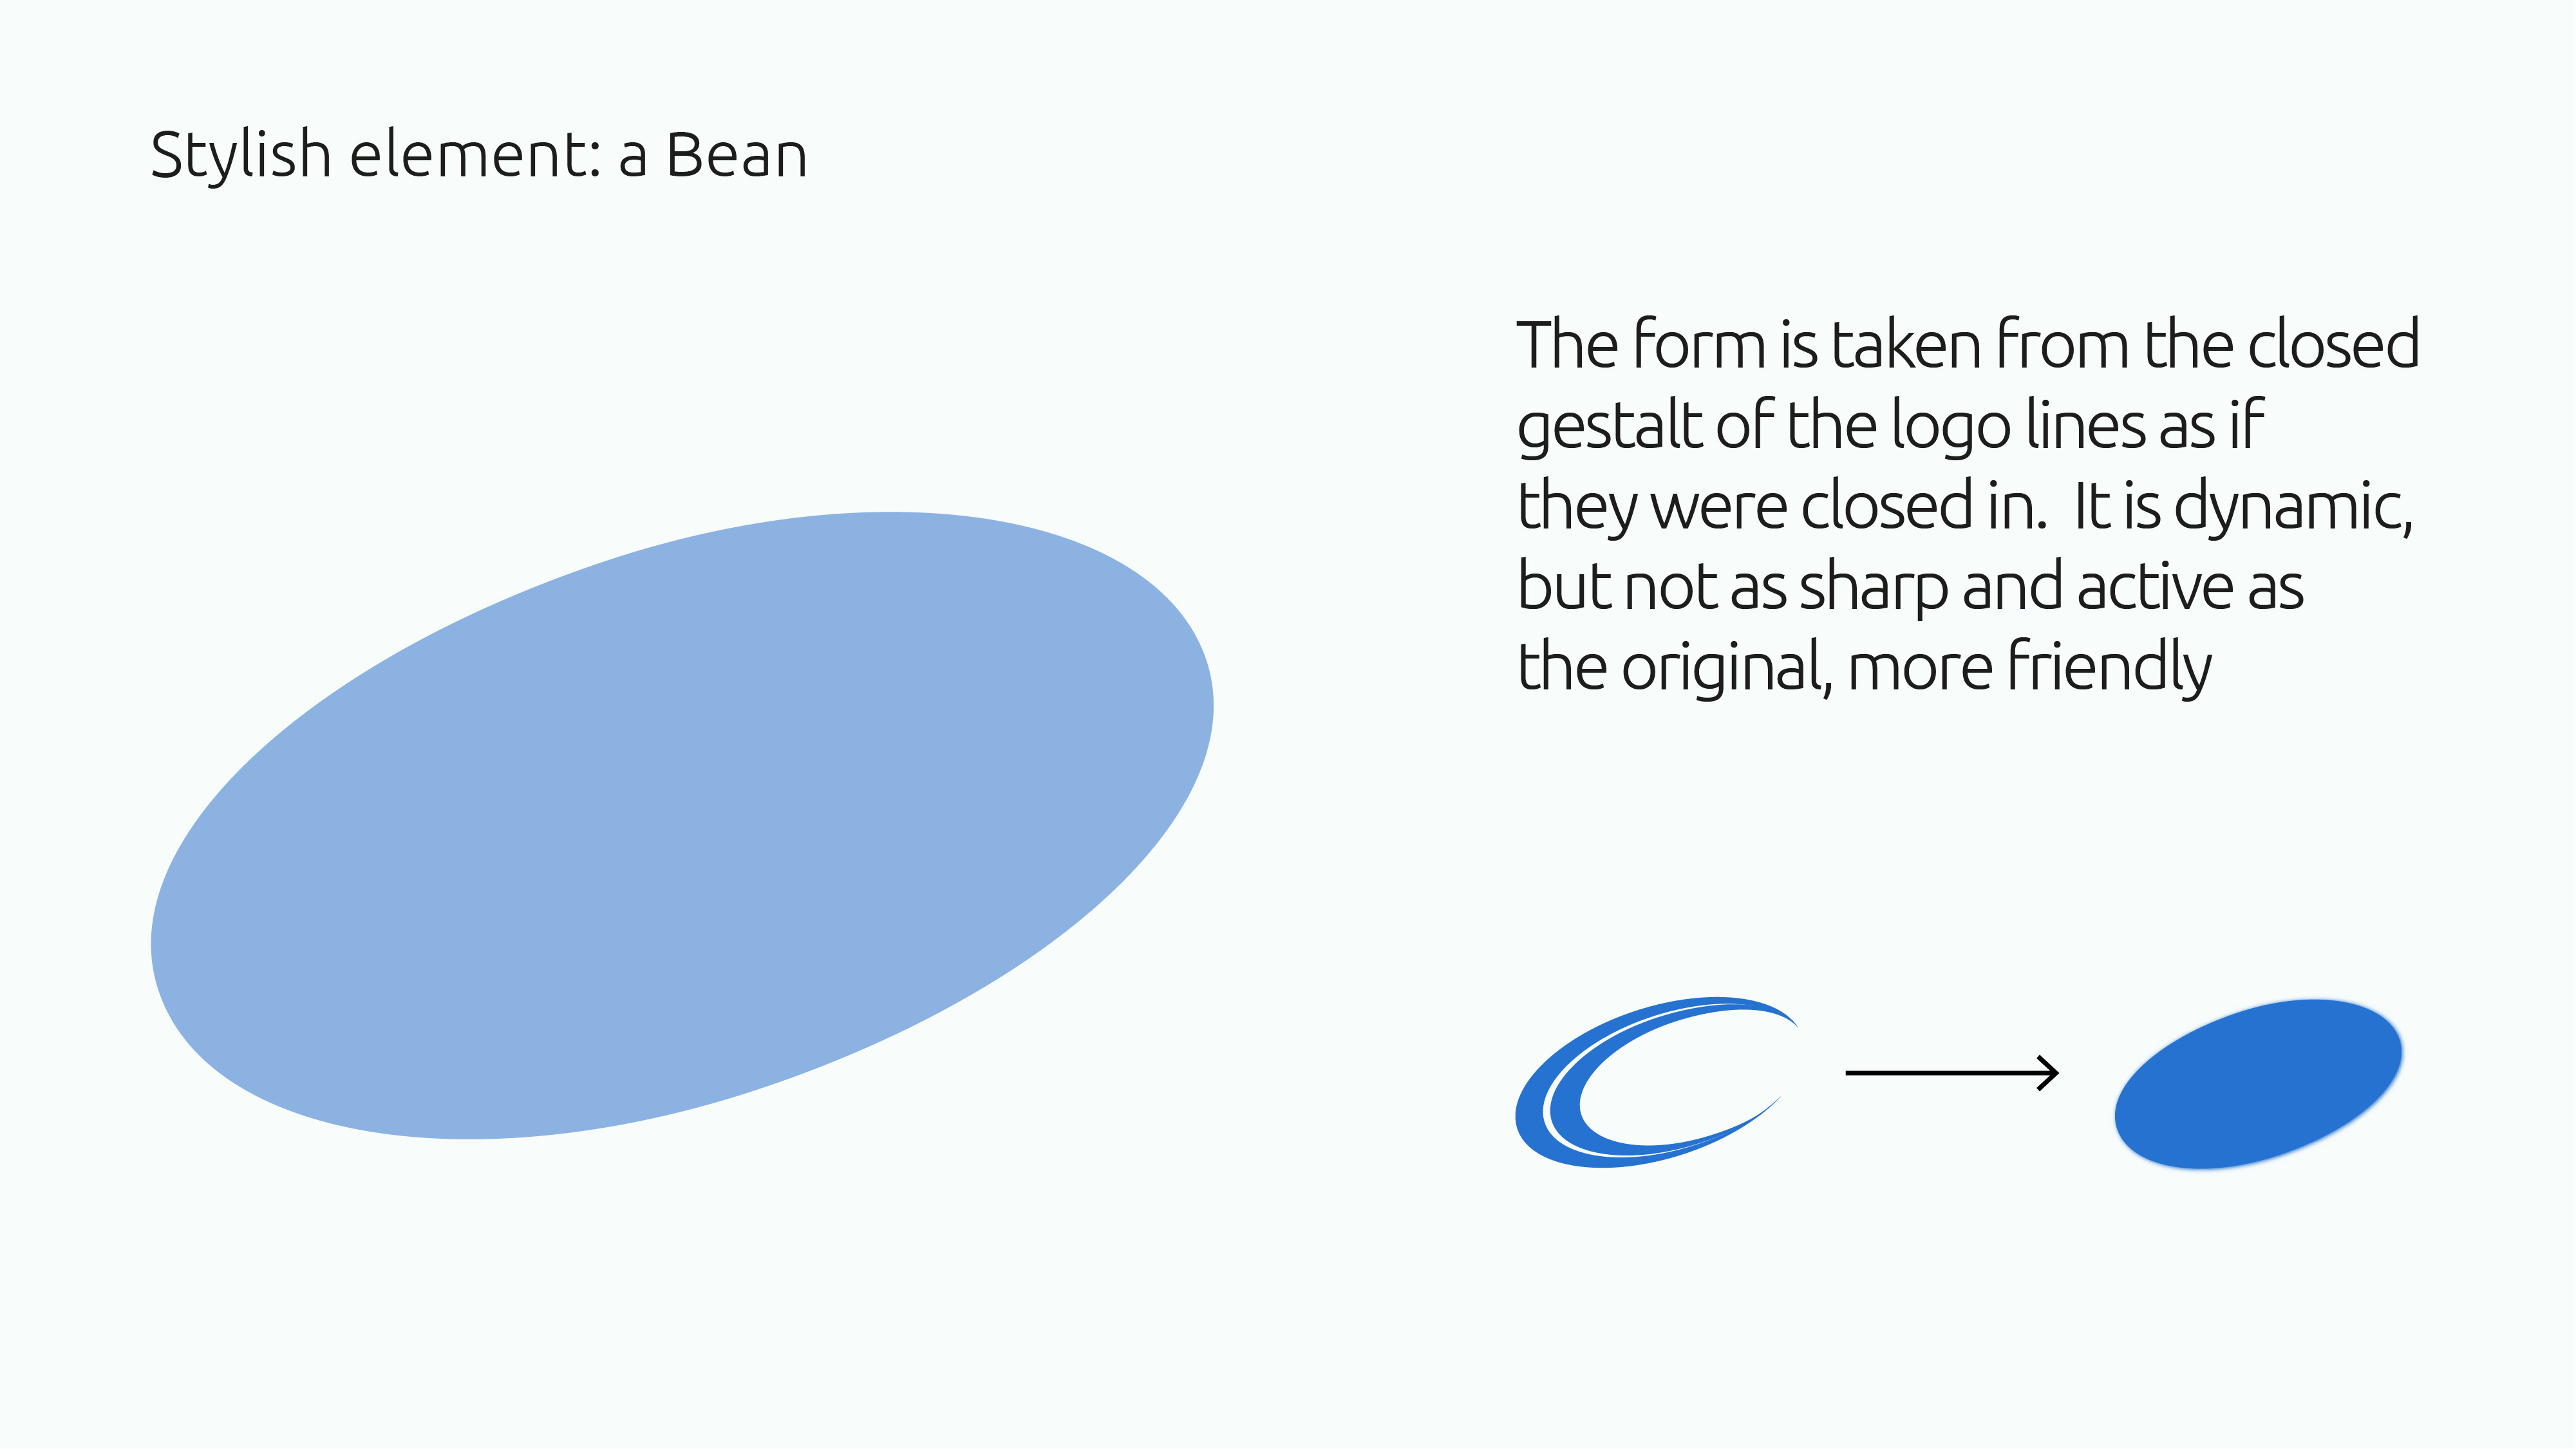 Stylish element: a Bean
The form is taken from the closed
gestalt of the logo lines as if
they were closed in.  It is dynamic,
but not as sharp and active as
the original, more friendly